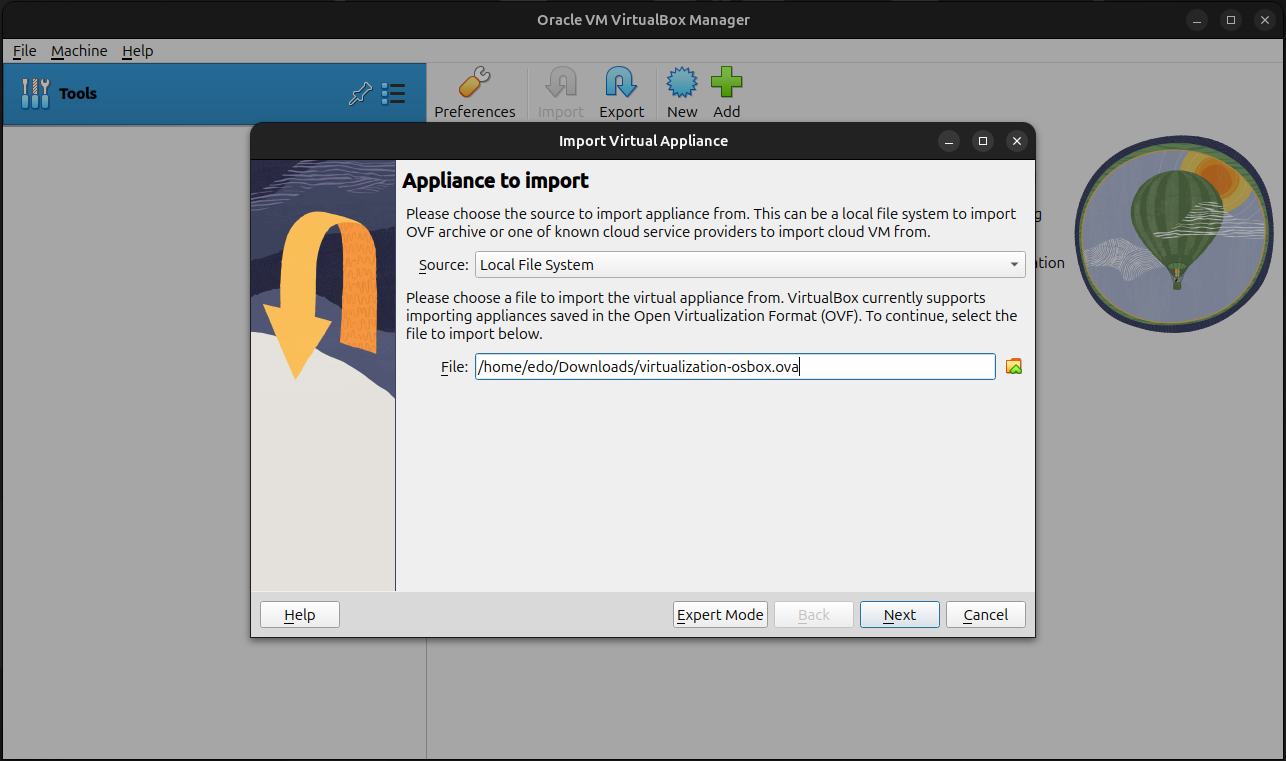 Oracle VM VirtualBox Manager
File Machine Help
Tools
Preferences Import Export New Add
Import Virtual Appliance
Appliance to import
Please choose the source to import appliance from. This can be a local file system to import
OVF archive or one of known cloud service providers to import cloud VM from.
Source: Local File System
Please choose a file to import the virtual appliance from. VirtualBox currently supports
importing appliances saved in the Open Virtualization Format (OVF). To continue, select the
file to import below.
File: /home/edo/Downloads/virtualization-osbox.ova
Help Expert Mode Back Next Cancel